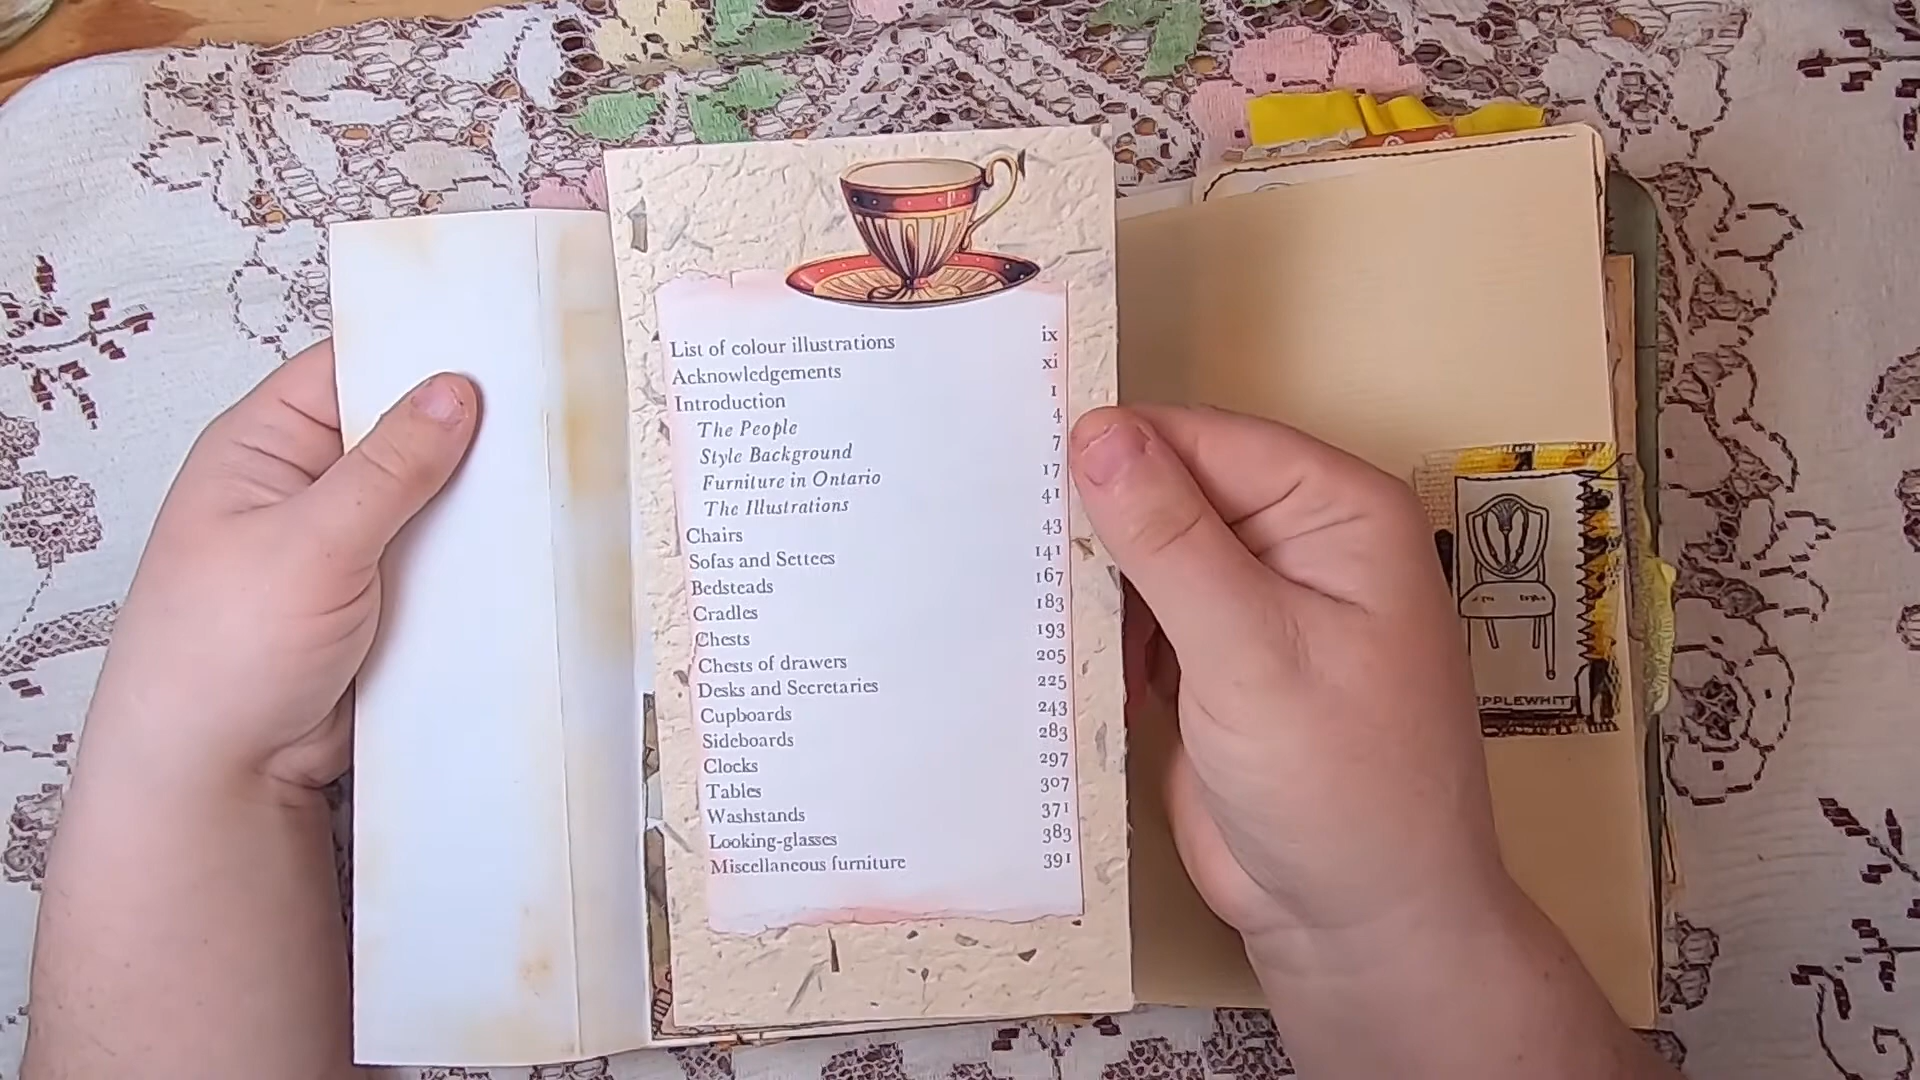 List of colour illustrations ix
Acknowledgements xi
Introduction 1
The People 4
Style Background 7
Furniture in Ontario 17
The Illustrations 41
Chairs 43
Sofas and Settees 141
Bedsteads 167
Cradles 183
Chests 193
Chests of drawers 205
Desks and Secretaries 225
Cupboards 243
Sideboards 283
Clocks 297
Tables 307
Washstands 371
Looking-glasses 383
Miscellaneous furniture 391
EPPLEWHIT